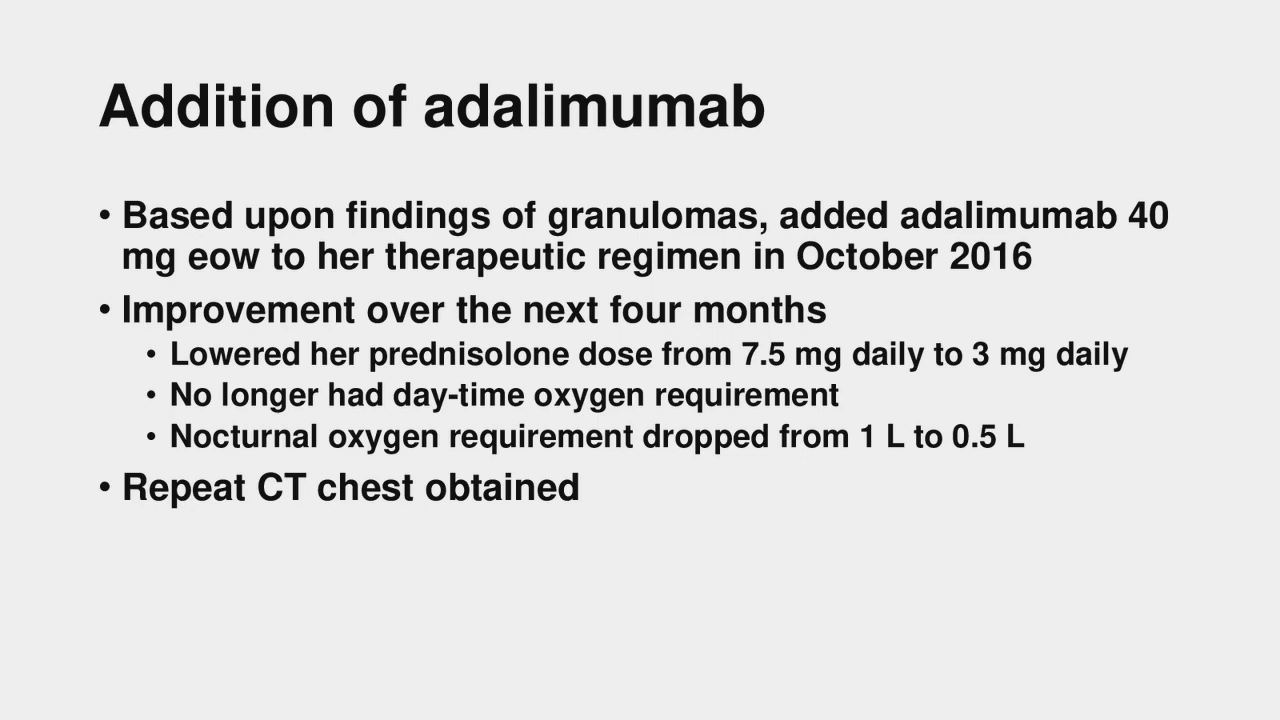 Addition of adalimumab
• Based upon findings of granulomas, added adalimumab 40
mg eow to her therapeutic regimen in October 2016
• Improvement over the next four months
• Lowered her prednisolone dose from 7.5 mg daily to 3 mg daily
• No longer had day-time oxygen requirement
• Nocturnal oxygen requirement dropped from 1 L to 0.5 L
• Repeat CT chest obtained